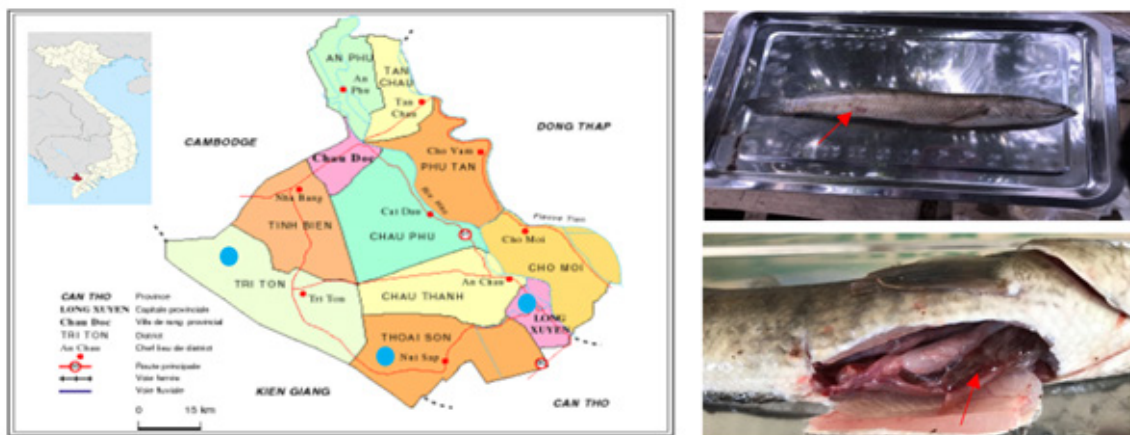 AN PHU
An
Phu
TAN
CHAU
Tan
Chau
DONG THAP
CAMBODGE
Chau Doc
Cho Vam
PHU TAN
Nha Bang
TINH BIEN
Cai Dau
CHAU PHU
Cho Moi
CHO MOI
TRI TON
Tri Ton
An Chau
CHAU THANH
LONG
XUYEN
THOAI SON
Nui Sap
KIEN GIANG
CAN THO
CAN THO Province
LONG XUYEN Capitale provinciale
Chau Doc Ville de rang provincial
TRI TON District
An Chau Chef lieu de district
Route principale
Voie ferrée
Voie fluviale
0 15 km